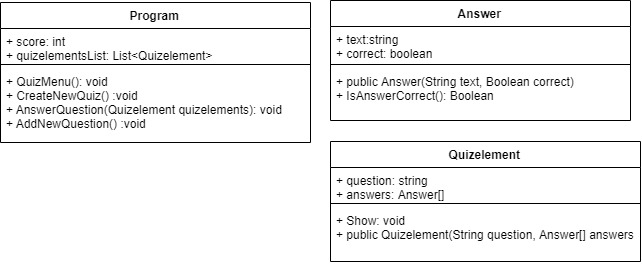 Program
+ score: int
+ quizelementsList: List<Quizelement>
+ QuizMenu(): void
+ CreateNewQuiz() :void
+ AnswerQuestion(Quizelement quizelements): void
+ AddNewQuestion() :void
Answer
+ text:string
+ correct: boolean
+ public Answer(String text, Boolean correct)
+ IsAnswerCorrect(): Boolean
Quizelement
+ question: string
+ answers: Answer[]
+ Show: void
+ public Quizelement(String question, Answer[] answers